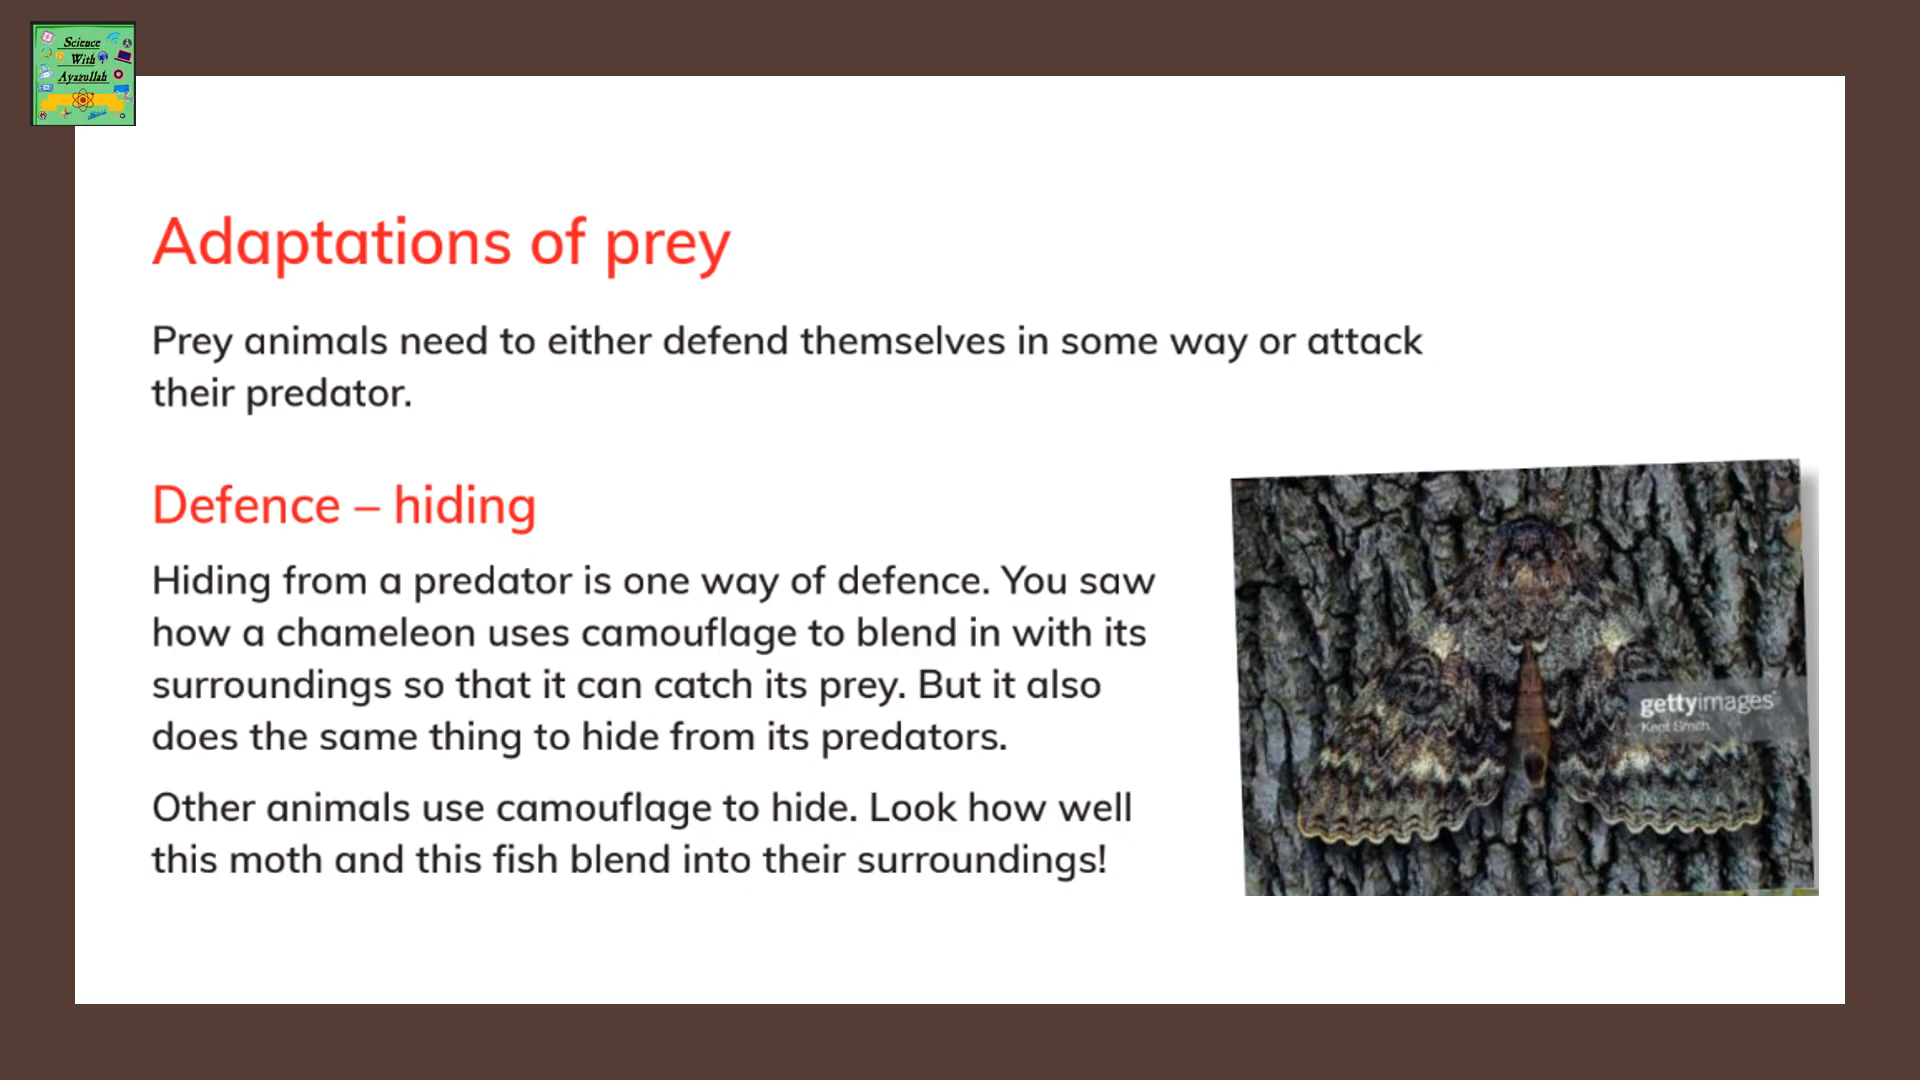 Science
With
Ayazullah
Adaptations of prey
Prey animals need to either defend themselves in some way or attack
their predator.
Defence – hiding
Hiding from a predator is one way of defence. You saw
how a chameleon uses camouflage to blend in with its
surroundings so that it can catch its prey. But it also
does the same thing to hide from its predators.
Other animals use camouflage to hide. Look how well
this moth and this fish blend into their surroundings!
gettyimages
Kent Smith